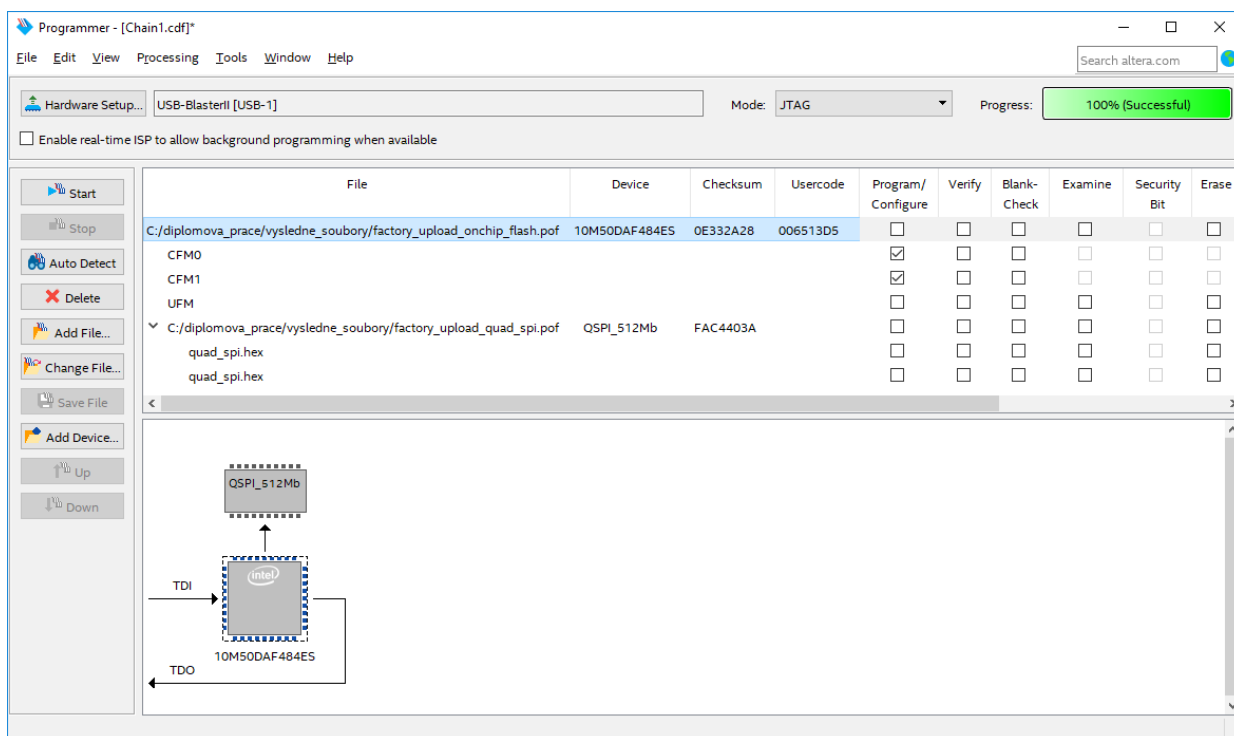 Programmer - [Chain1.cdf]*
File Edit View Processing Tools Window Help
Search altera.com
Hardware Setup... USB-BlasterII [USB-1] Mode: JTAG Progress: 100% (Successful)
Enable real-time ISP to allow background programming when available
Start
Stop
Auto Detect
Delete
Add File...
Change File...
Save File
Add Device...
Up
Down
File Device Checksum Usercode Program/ Verify Blank- Examine Security Erase
Configure Check Bit
C:/diplomova_prace/vysledne_soubory/factory_upload_onchip_flash.pof 10M50DAF484ES 0E332A28 006513D5
CFM0
CFM1
UFM
C:/diplomova_prace/vysledne_soubory/factory_upload_quad_spi.pof QSPI_512Mb FAC4403A
quad_spi.hex
quad_spi.hex
QSPI_512Mb
intel
TDI
10M50DAF484ES
TDO